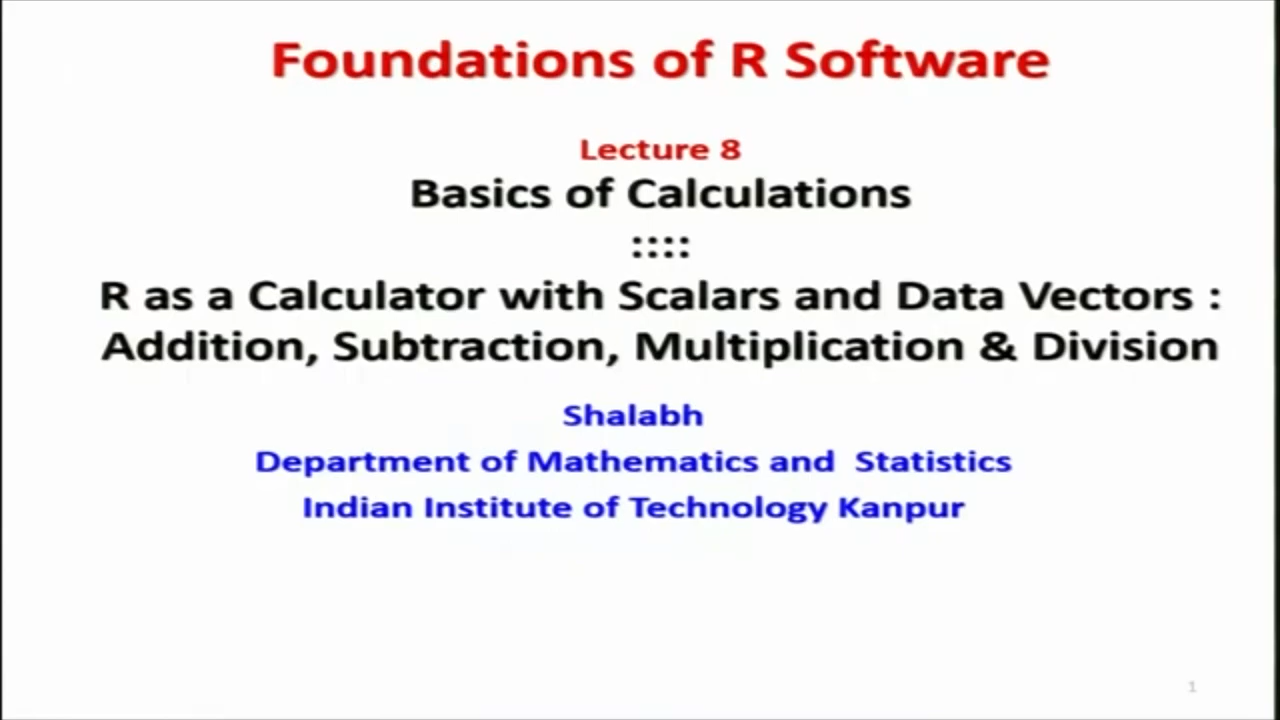 Foundations of R Software
Lecture 8
Basics of Calculations
::::
R as a Calculator with Scalars and Data Vectors :
Addition, Subtraction, Multiplication & Division
Shalabh
Department of Mathematics and Statistics
Indian Institute of Technology Kanpur
1